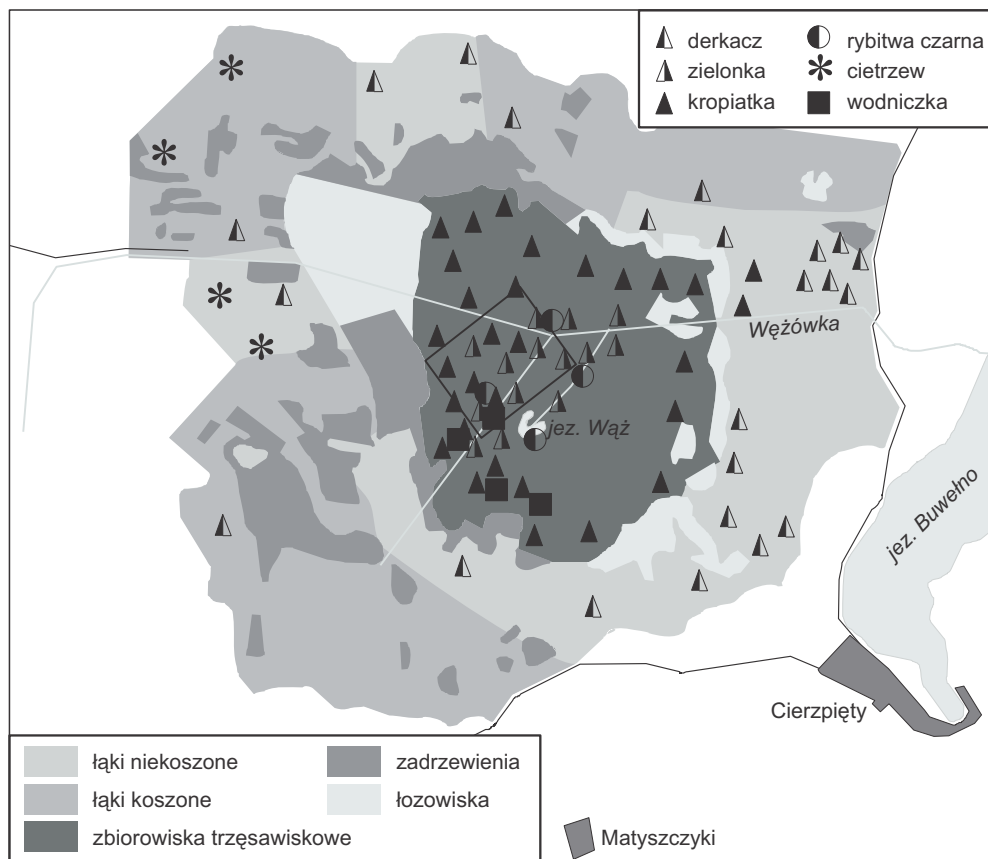 derkacz
zielonka
kropiatka
rybitwa czarna
cietrzew
wodniczka
Wężówka
jez. Wąż
jez. Buwełno
Cierzpięty
łąki niekoszone
łąki koszone
zbiorowiska trzęsawiskowe
zadrzewienia
łozowiska
Matyszczyki